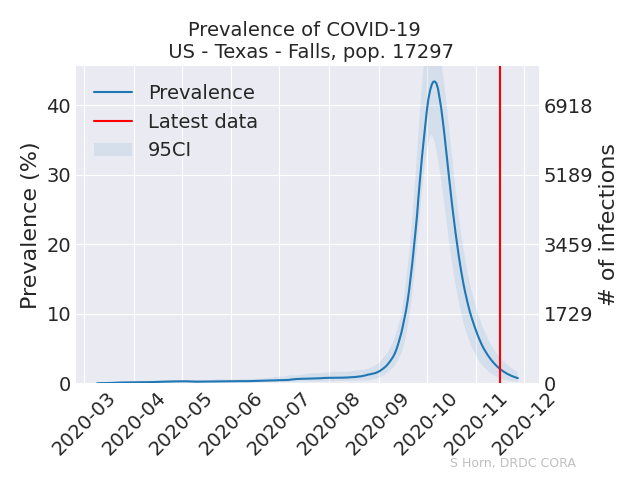 Prevalence of COVID-19
US - Texas - Falls, pop. 17297
Prevalence
Latest data
95CI
Prevalence (%)
40
30
20
10
0
6918
5189
3459
1729
0
# of infections
2020-03
2020-04
2020-05
2020-06
2020-07
2020-08
2020-09
2020-10
2020-11
2020-12
S Horn, DRDC CORA